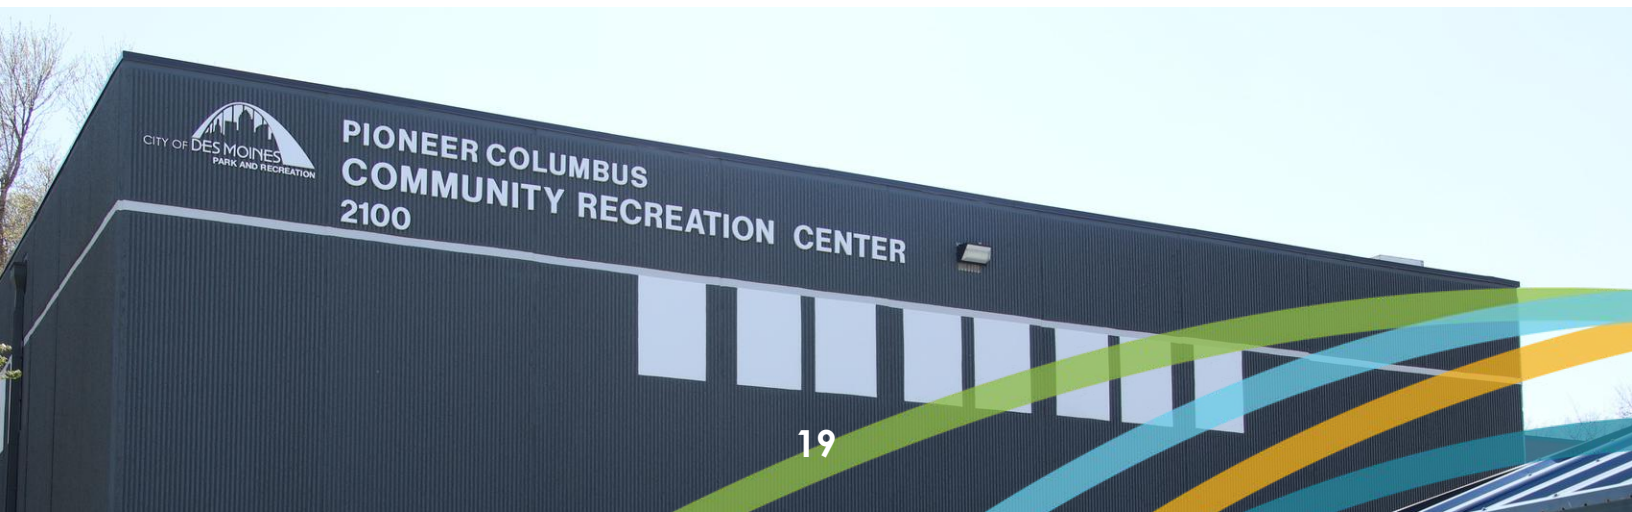 CITY OF DES MOINES
PARK AND RECREATION
PIONEER COLUMBUS
COMMUNITY RECREATION CENTER
2100
19